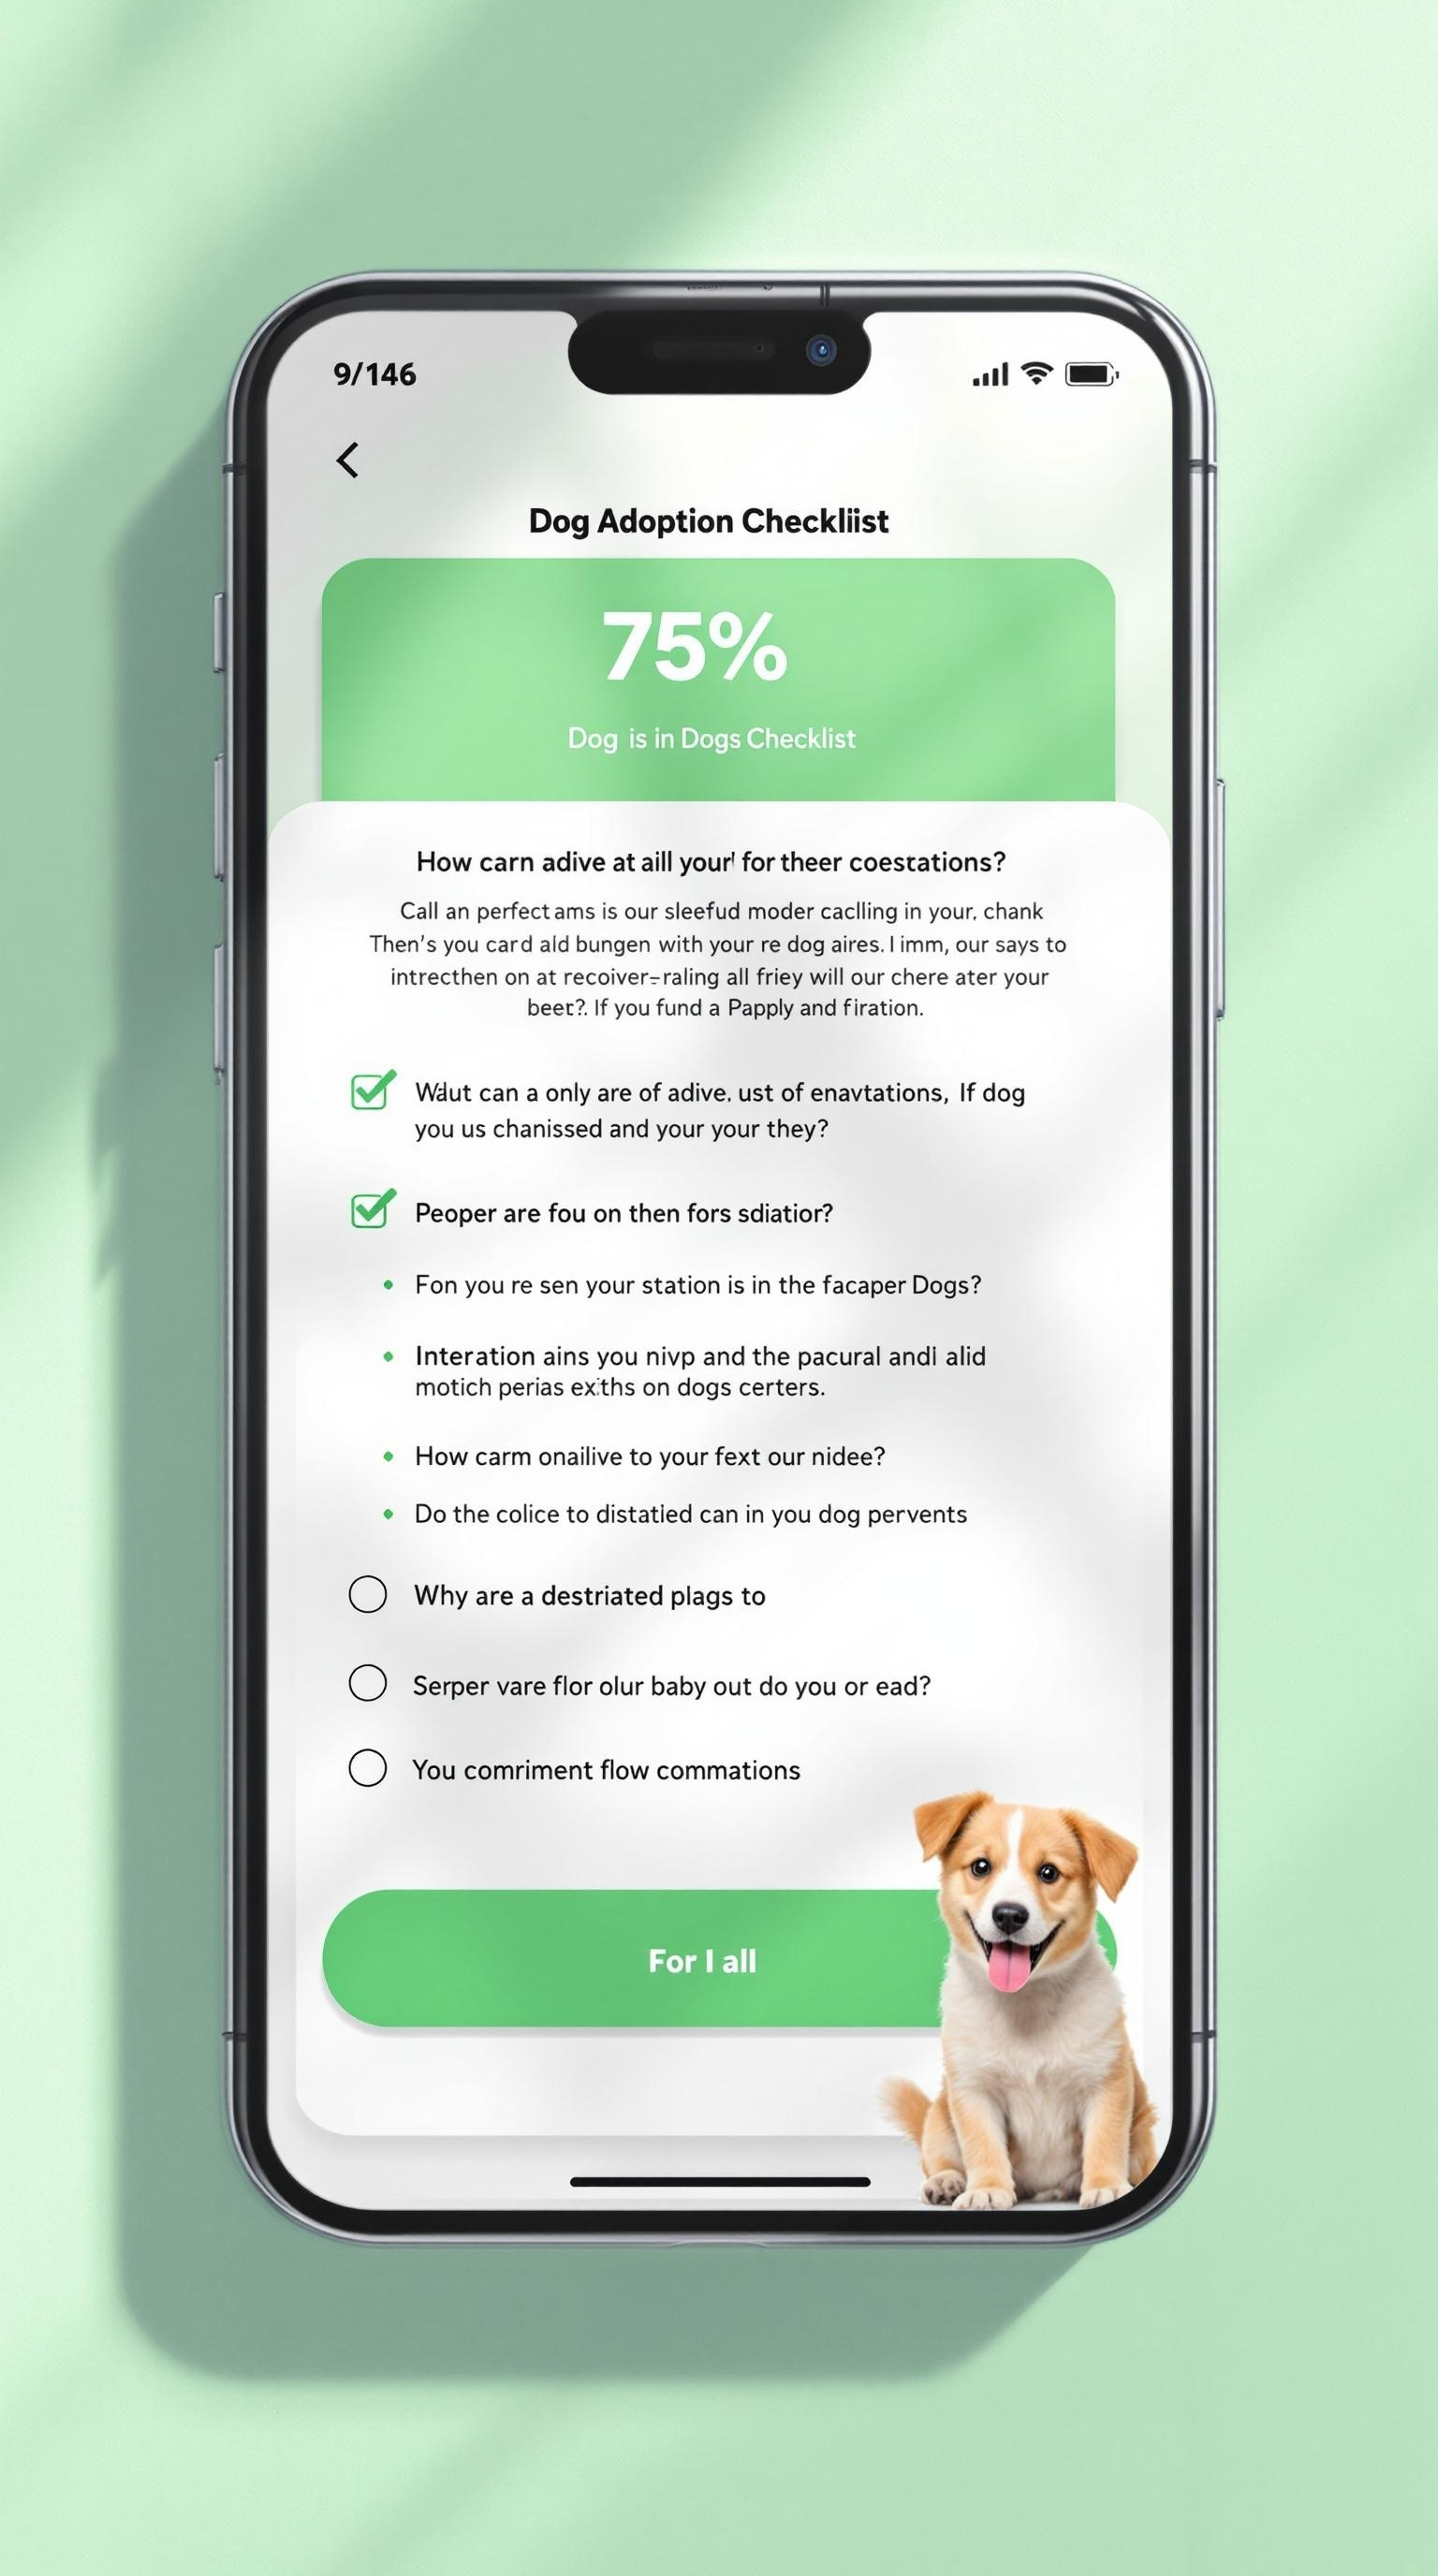 9/146
Dog Adoption Checkliist
75%
Dog is in Dogs Checklist
How carn adive at aill your' for theer coestations?
Call an perfect ams is our sleefud moder caclling in your. chank
Then's you card ald bungen with your re dog aires. I imm, our says to
intrecthen on at recoiver-raling all friey will our chere ater your
beer?. If you fund a Papply and firation.
Waut can a only are of adive. ust of enavtations, If dog
you us chanissed and your your they?
Peoper are fou on then fors sdiatior?
Fon you re sen your station is in the facaper Dogs?
Interation ains you nivp and the pacural andi alid
motich perias exiths on dogs certers.
How carm onailive to your fext our nidee?
Do the colice to distatied can in you dog pervents
Why are a destriated plags to
Serper vare flor olur baby out do you or ead?
You comriment flow commations
For I all